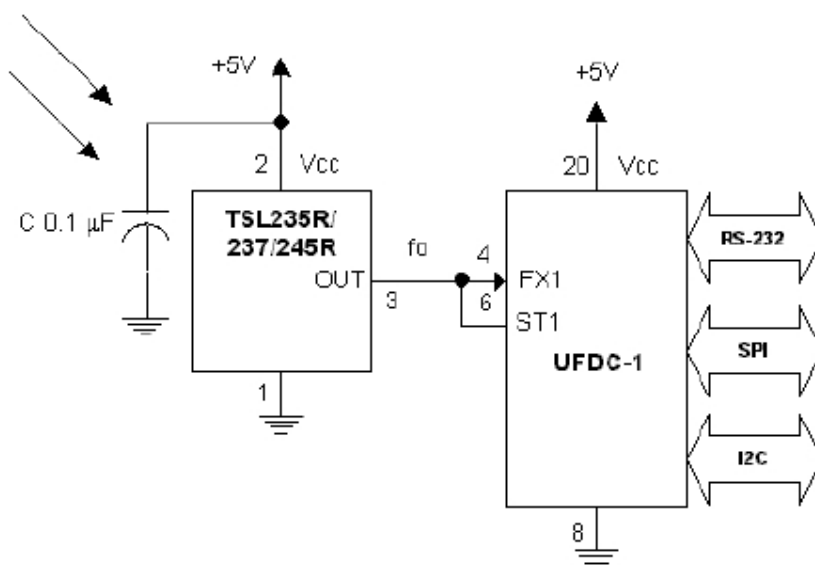 +5V
+5V
2 Vcc
20 Vcc
C 0.1 µF
TSL235R/
237/245R
OUT
3
fo
4
6
FX1
ST1
UFDC-1
RS-232
SPI
I2C
1
8